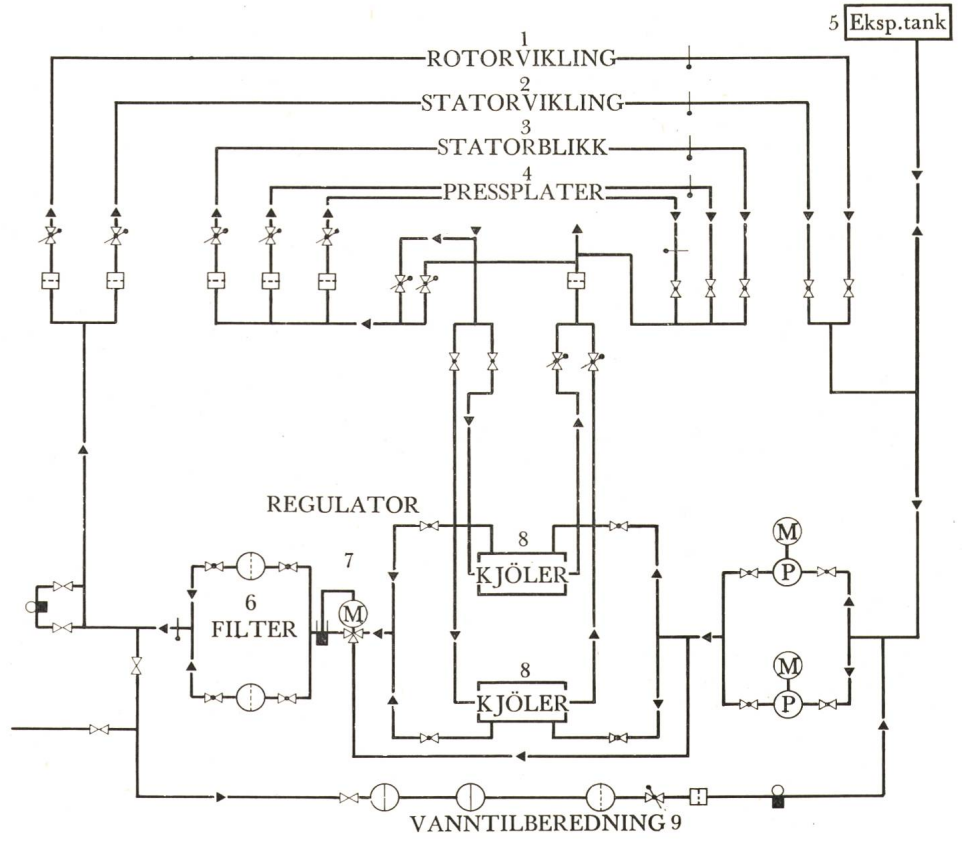 5 Eksp.tank
1
ROTORVIKLING
2
STATORVIKLING
3
STATORBLIKK
4
PRESSPLATER
REGULATOR
7
8
KJÖLER
M
P
6
FILTER
M
8
KJÖLER
M
P
VANNTILBEREDNING 9